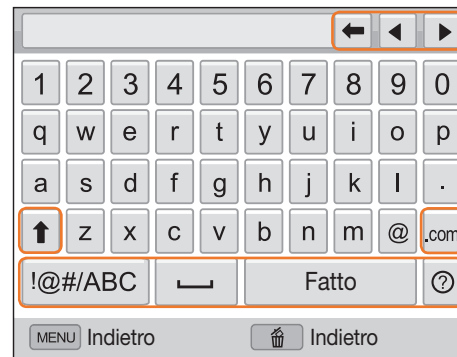 1 2 3 4 5 6 7 8 9 0
q w e r t y u i o p
a s d f g h j k l .
z x c v b n m @ .com
!@#/ABC Fatto ?
MENU Indietro Indietro